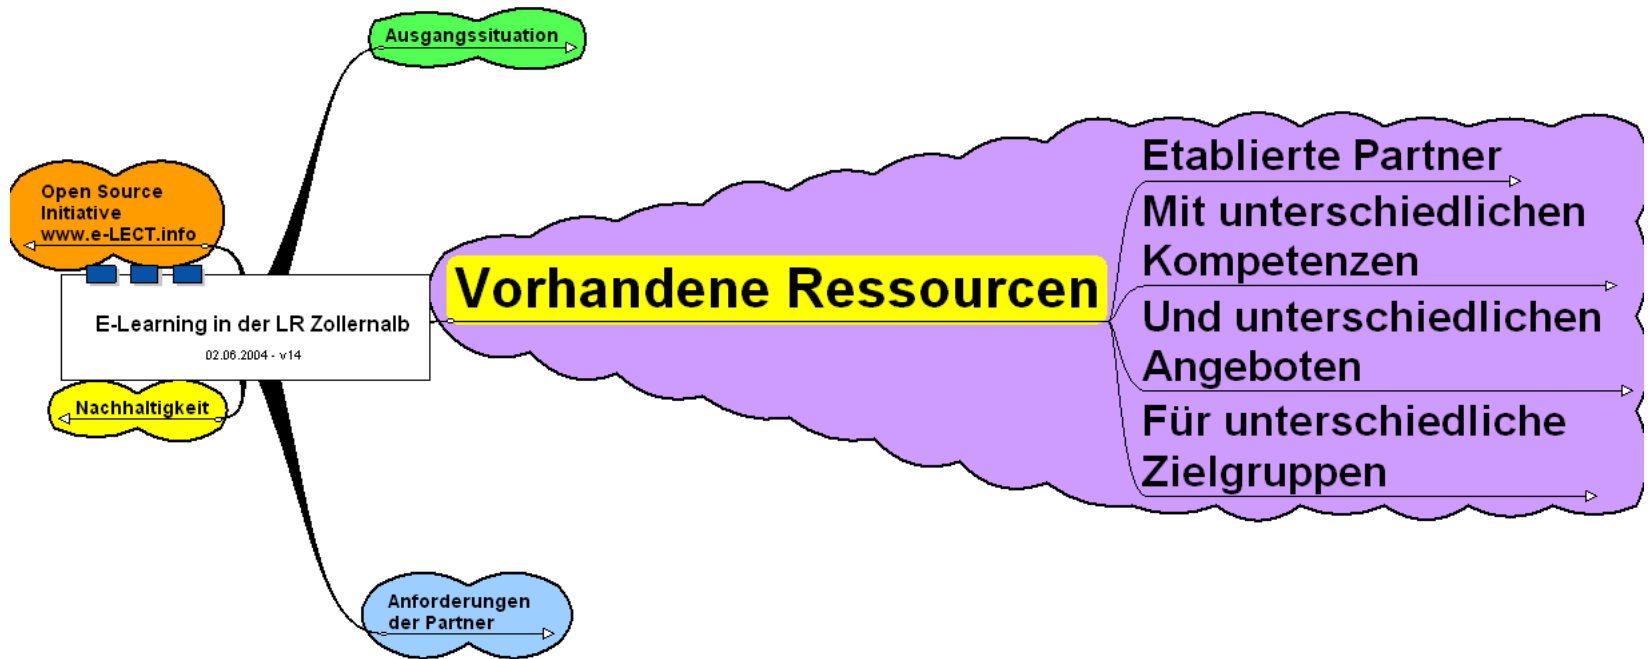 Ausgangssituation
Open Source
Initiative
www.e-LECT.info
E-Learning in der LR Zollernalb
02.06.2004 - v14
Nachhaltigkeit
Vorhandene Ressourcen
Etablierte Partner
Mit unterschiedlichen
Kompetenzen
Und unterschiedlichen
Angeboten
Für unterschiedliche
Zielgruppen
Anforderungen
der Partner